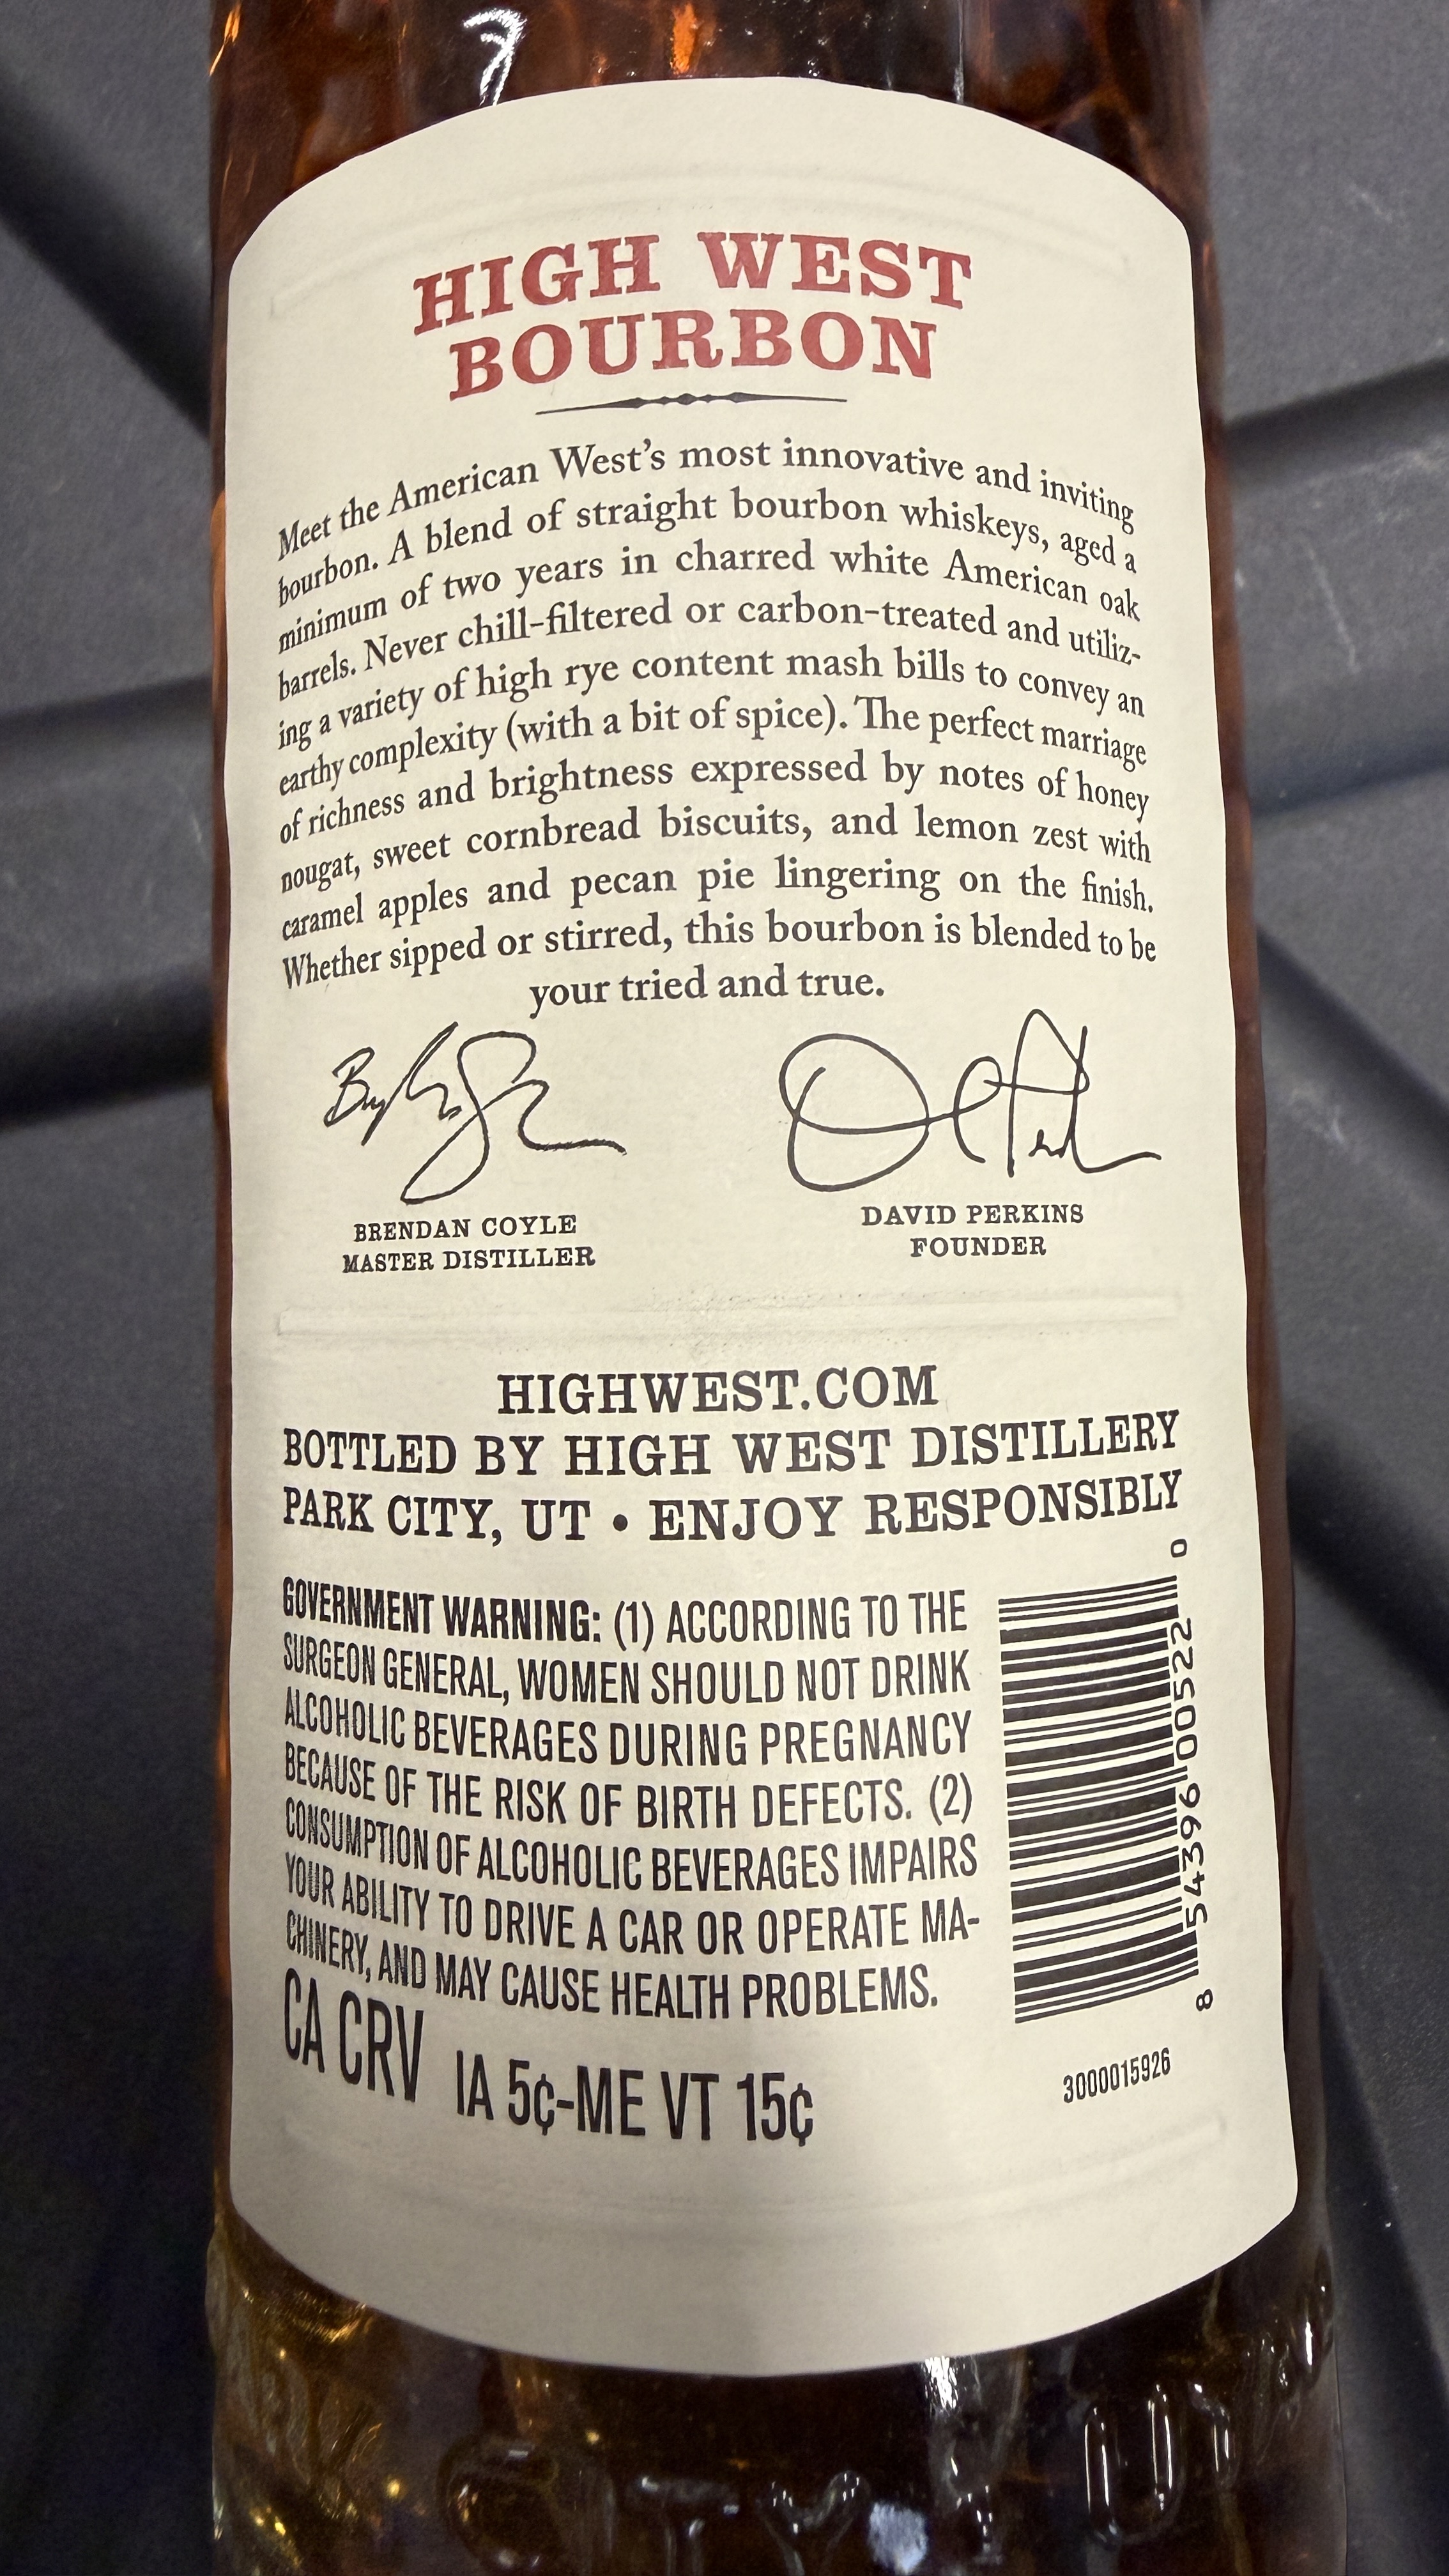 HIGH WEST
BOURBON
Meet the American West's most innovative and inviting
bourbon. A blend of straight bourbon whiskeys, aged a
minimum of two years in charred white American oak
barrels. Never chill-filtered or carbon-treated and utiliz-
ing a variety of high rye content mash bills to convey an
earthy complexity (with a bit of spice). The perfect marriage
of richness and brightness expressed by notes of honey
nougat, sweet cornbread biscuits, and lemon zest with
caramel apples and pecan pie lingering on the finish.
Whether sipped or stirred, this bourbon is blended to be
your tried and true.
BRENDAN COYLE
MASTER DISTILLER
DAVID PERKINS
FOUNDER
HIGHWEST.COM
BOTTLED BY HIGH WEST DISTILLERY
PARK CITY, UT • ENJOY RESPONSIBLY
GOVERNMENT WARNING: (1) ACCORDING TO THE
SURGEON GENERAL, WOMEN SHOULD NOT DRINK
ALCOHOLIC BEVERAGES DURING PREGNANCY
BECAUSE OF THE RISK OF BIRTH DEFECTS. (2)
CONSUMPTION OF ALCOHOLIC BEVERAGES IMPAIRS
YOUR ABILITY TO DRIVE A CAR OR OPERATE MA-
CHINERY, AND MAY CAUSE HEALTH PROBLEMS.
CA CRV IA 5¢-ME VT 15¢
8 54396 00522 0
3000015926